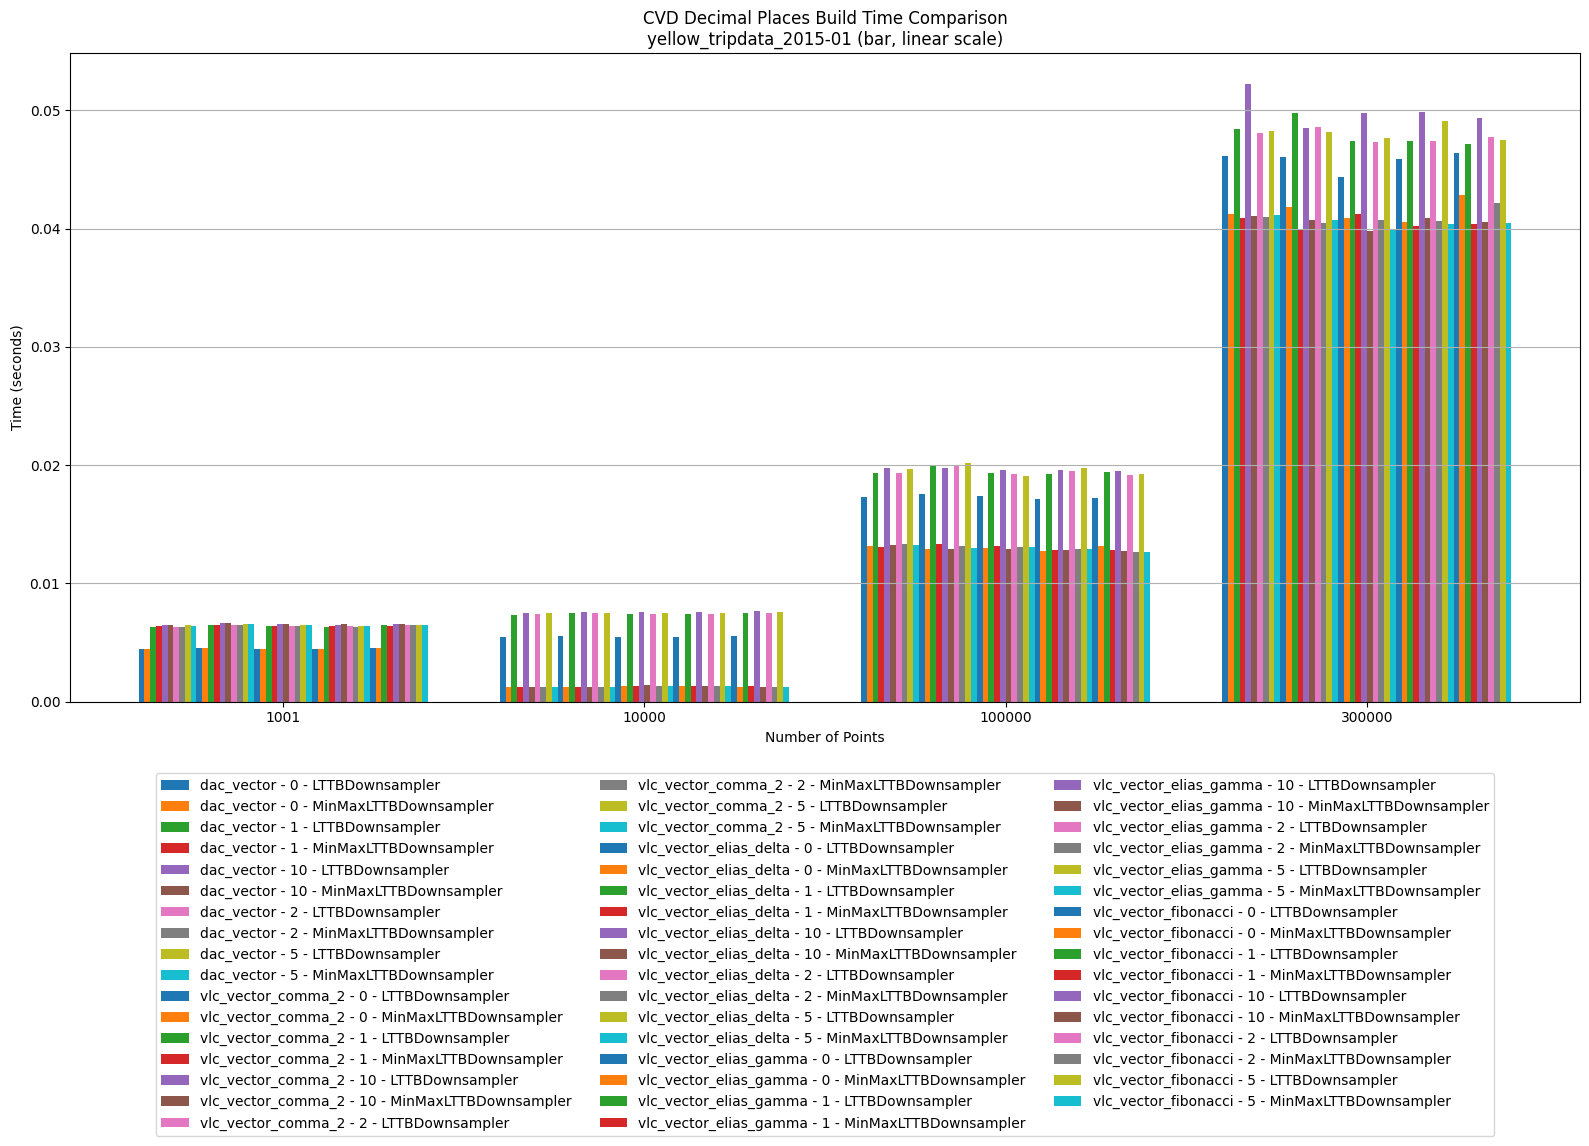 CVD Decimal Places Build Time Comparison
yellow_tripdata_2015-01 (bar, linear scale)
Time (seconds)
0.05
0.04
0.03
0.02
0.01
0.00
1001
10000
100000
300000
Number of Points
dac_vector - 0 - LTTBDownsampler
dac_vector - 0 - MinMaxLTTBDownsampler
dac_vector - 1 - LTTBDownsampler
dac_vector - 1 - MinMaxLTTBDownsampler
dac_vector - 10 - LTTBDownsampler
dac_vector - 10 - MinMaxLTTBDownsampler
dac_vector - 2 - LTTBDownsampler
dac_vector - 2 - MinMaxLTTBDownsampler
dac_vector - 5 - LTTBDownsampler
dac_vector - 5 - MinMaxLTTBDownsampler
vlc_vector_comma_2 - 0 - LTTBDownsampler
vlc_vector_comma_2 - 0 - MinMaxLTTBDownsampler
vlc_vector_comma_2 - 1 - LTTBDownsampler
vlc_vector_comma_2 - 1 - MinMaxLTTBDownsampler
vlc_vector_comma_2 - 10 - LTTBDownsampler
vlc_vector_comma_2 - 10 - MinMaxLTTBDownsampler
vlc_vector_comma_2 - 2 - LTTBDownsampler
vlc_vector_comma_2 - 2 - MinMaxLTTBDownsampler
vlc_vector_comma_2 - 5 - LTTBDownsampler
vlc_vector_comma_2 - 5 - MinMaxLTTBDownsampler
vlc_vector_elias_delta - 0 - LTTBDownsampler
vlc_vector_elias_delta - 0 - MinMaxLTTBDownsampler
vlc_vector_elias_delta - 1 - LTTBDownsampler
vlc_vector_elias_delta - 1 - MinMaxLTTBDownsampler
vlc_vector_elias_delta - 10 - LTTBDownsampler
vlc_vector_elias_delta - 10 - MinMaxLTTBDownsampler
vlc_vector_elias_delta - 2 - LTTBDownsampler
vlc_vector_elias_delta - 2 - MinMaxLTTBDownsampler
vlc_vector_elias_delta - 5 - LTTBDownsampler
vlc_vector_elias_delta - 5 - MinMaxLTTBDownsampler
vlc_vector_elias_gamma - 0 - LTTBDownsampler
vlc_vector_elias_gamma - 0 - MinMaxLTTBDownsampler
vlc_vector_elias_gamma - 1 - LTTBDownsampler
vlc_vector_elias_gamma - 1 - MinMaxLTTBDownsampler
vlc_vector_elias_gamma - 10 - LTTBDownsampler
vlc_vector_elias_gamma - 10 - MinMaxLTTBDownsampler
vlc_vector_elias_gamma - 2 - LTTBDownsampler
vlc_vector_elias_gamma - 2 - MinMaxLTTBDownsampler
vlc_vector_elias_gamma - 5 - LTTBDownsampler
vlc_vector_elias_gamma - 5 - MinMaxLTTBDownsampler
vlc_vector_fibonacci - 0 - LTTBDownsampler
vlc_vector_fibonacci - 0 - MinMaxLTTBDownsampler
vlc_vector_fibonacci - 1 - LTTBDownsampler
vlc_vector_fibonacci - 1 - MinMaxLTTBDownsampler
vlc_vector_fibonacci - 10 - LTTBDownsampler
vlc_vector_fibonacci - 10 - MinMaxLTTBDownsampler
vlc_vector_fibonacci - 2 - LTTBDownsampler
vlc_vector_fibonacci - 2 - MinMaxLTTBDownsampler
vlc_vector_fibonacci - 5 - LTTBDownsampler
vlc_vector_fibonacci - 5 - MinMaxLTTBDownsampler